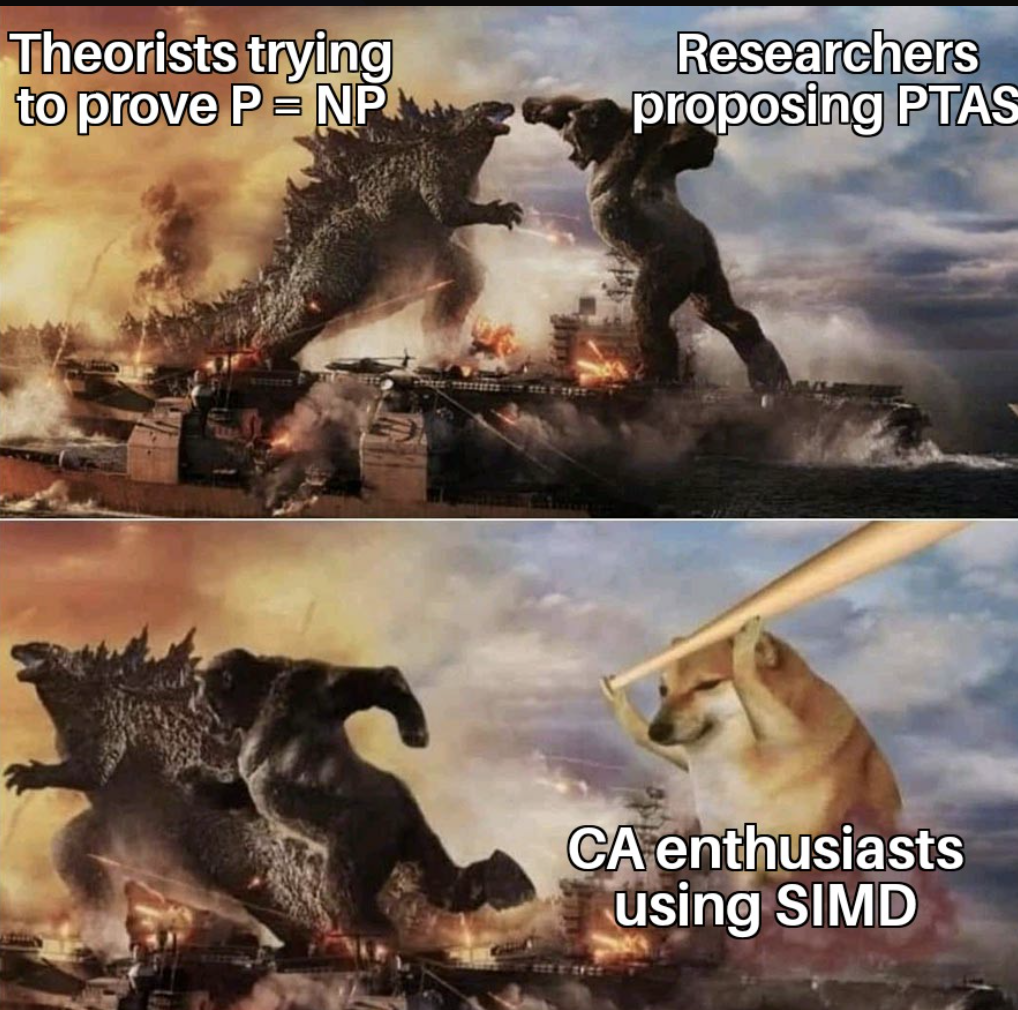 Theorists trying
to prove P = NP
Researchers
proposing PTAS
CA enthusiasts
using SIMD